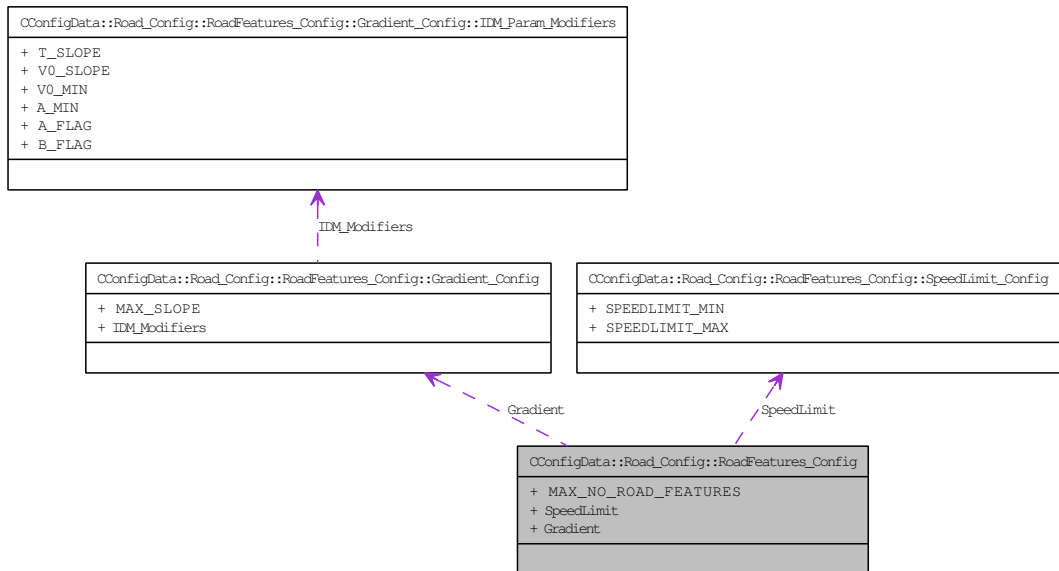 CConfigData::Road_Config::RoadFeatures_Config::Gradient_Config::IDM_Param_Modifiers
+ T_SLOPE
+ V0_SLOPE
+ V0_MIN
+ A_MIN
+ A_FLAG
+ B_FLAG
IDM_Modifiers
CConfigData::Road_Config::RoadFeatures_Config::Gradient_Config
+ MAX_SLOPE
+ IDM_Modifiers
CConfigData::Road_Config::RoadFeatures_Config::SpeedLimit_Config
+ SPEEDLIMIT_MIN
+ SPEEDLIMIT_MAX
Gradient
SpeedLimit
CConfigData::Road_Config::RoadFeatures_Config
+ MAX_NO_ROAD_FEATURES
+ SpeedLimit
+ Gradient